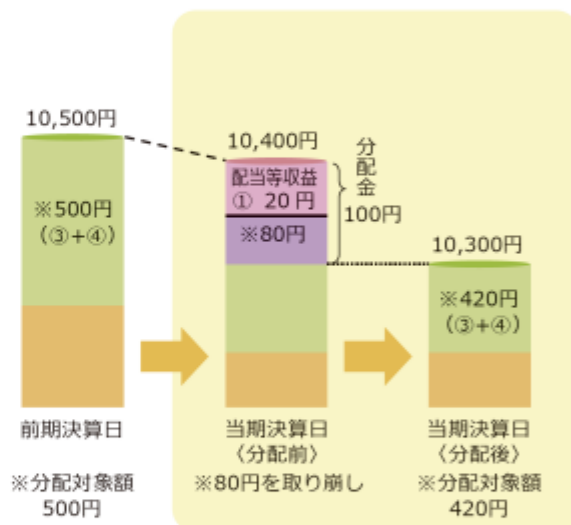 10,500円
※500円
(③+④)
前期決算日
※分配対象額
500円
10,400円
配当等収益
① 20円
※80円
分配金
100円
当期決算日
〈分配前〉
※80円を取り崩し
10,300円
※420円
(③+④)
当期決算日
〈分配後〉
※分配対象額
420円